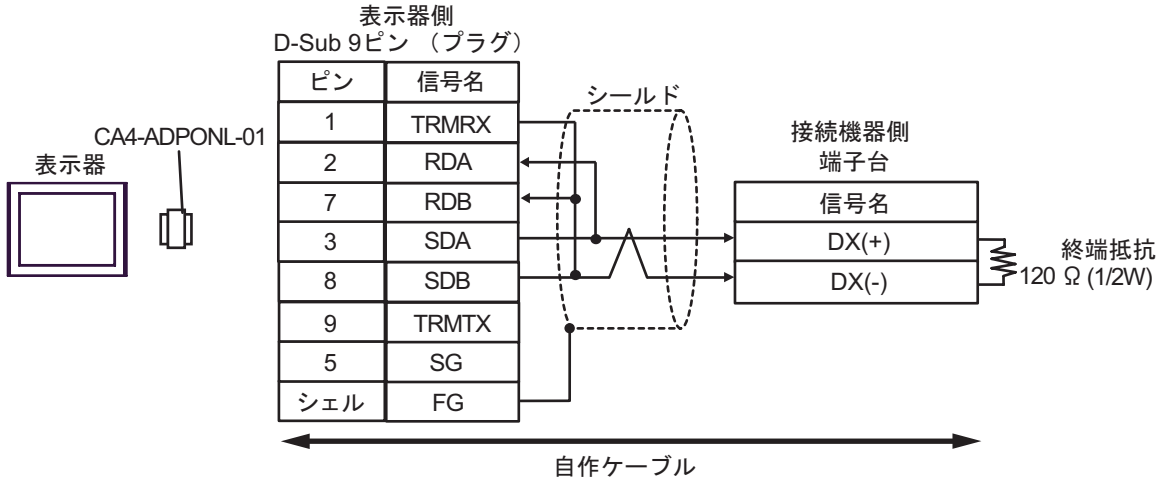 表示器側
D-Sub 9ピン （プラグ）
ピン 信号名
1 TRMRX
2 RDA
7 RDB
3 SDA
8 SDB
9 TRMTX
5 SG
シェル FG
シールド
CA4-ADPONL-01
表示器
接続機器側
端子台
信号名
DX(+)
DX(-)
終端抵抗
120 Ω (1/2W)
自作ケーブル